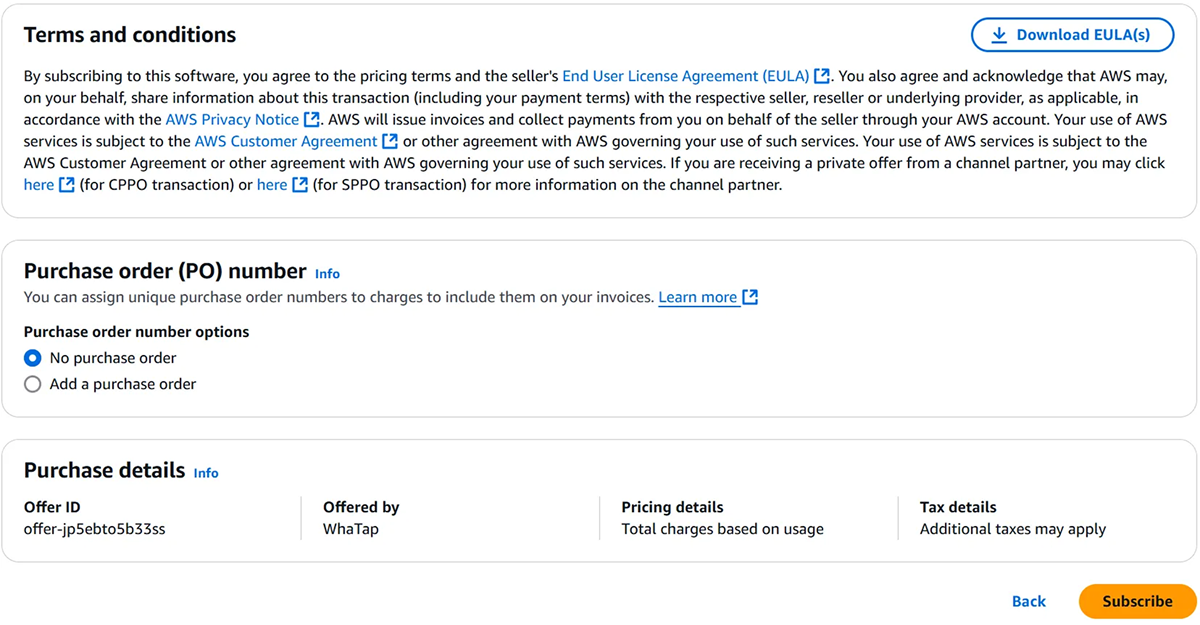 Terms and conditions
Download EULA(s)
By subscribing to this software, you agree to the pricing terms and the seller's End User License Agreement (EULA). You also agree and acknowledge that AWS may,
on your behalf, share information about this transaction (including your payment terms) with the respective seller, reseller or underlying provider, as applicable, in
accordance with the AWS Privacy Notice. AWS will issue invoices and collect payments from you on behalf of the seller through your AWS account. Your use of AWS
services is subject to the AWS Customer Agreement or other agreement with AWS governing your use of such services. Your use of AWS services is subject to the
AWS Customer Agreement or other agreement with AWS governing your use of such services. If you are receiving a private offer from a channel partner, you may click
here (for CPPO transaction) or here (for SPPO transaction) for more information on the channel partner.
Purchase order (PO) number Info
You can assign unique purchase order numbers to charges to include them on your invoices. Learn more
Purchase order number options
No purchase order
Add a purchase order
Purchase details Info
Offer ID
offer-jp5ebto5b33ss
Offered by
WhaTap
Pricing details
Total charges based on usage
Tax details
Additional taxes may apply
Back
Subscribe